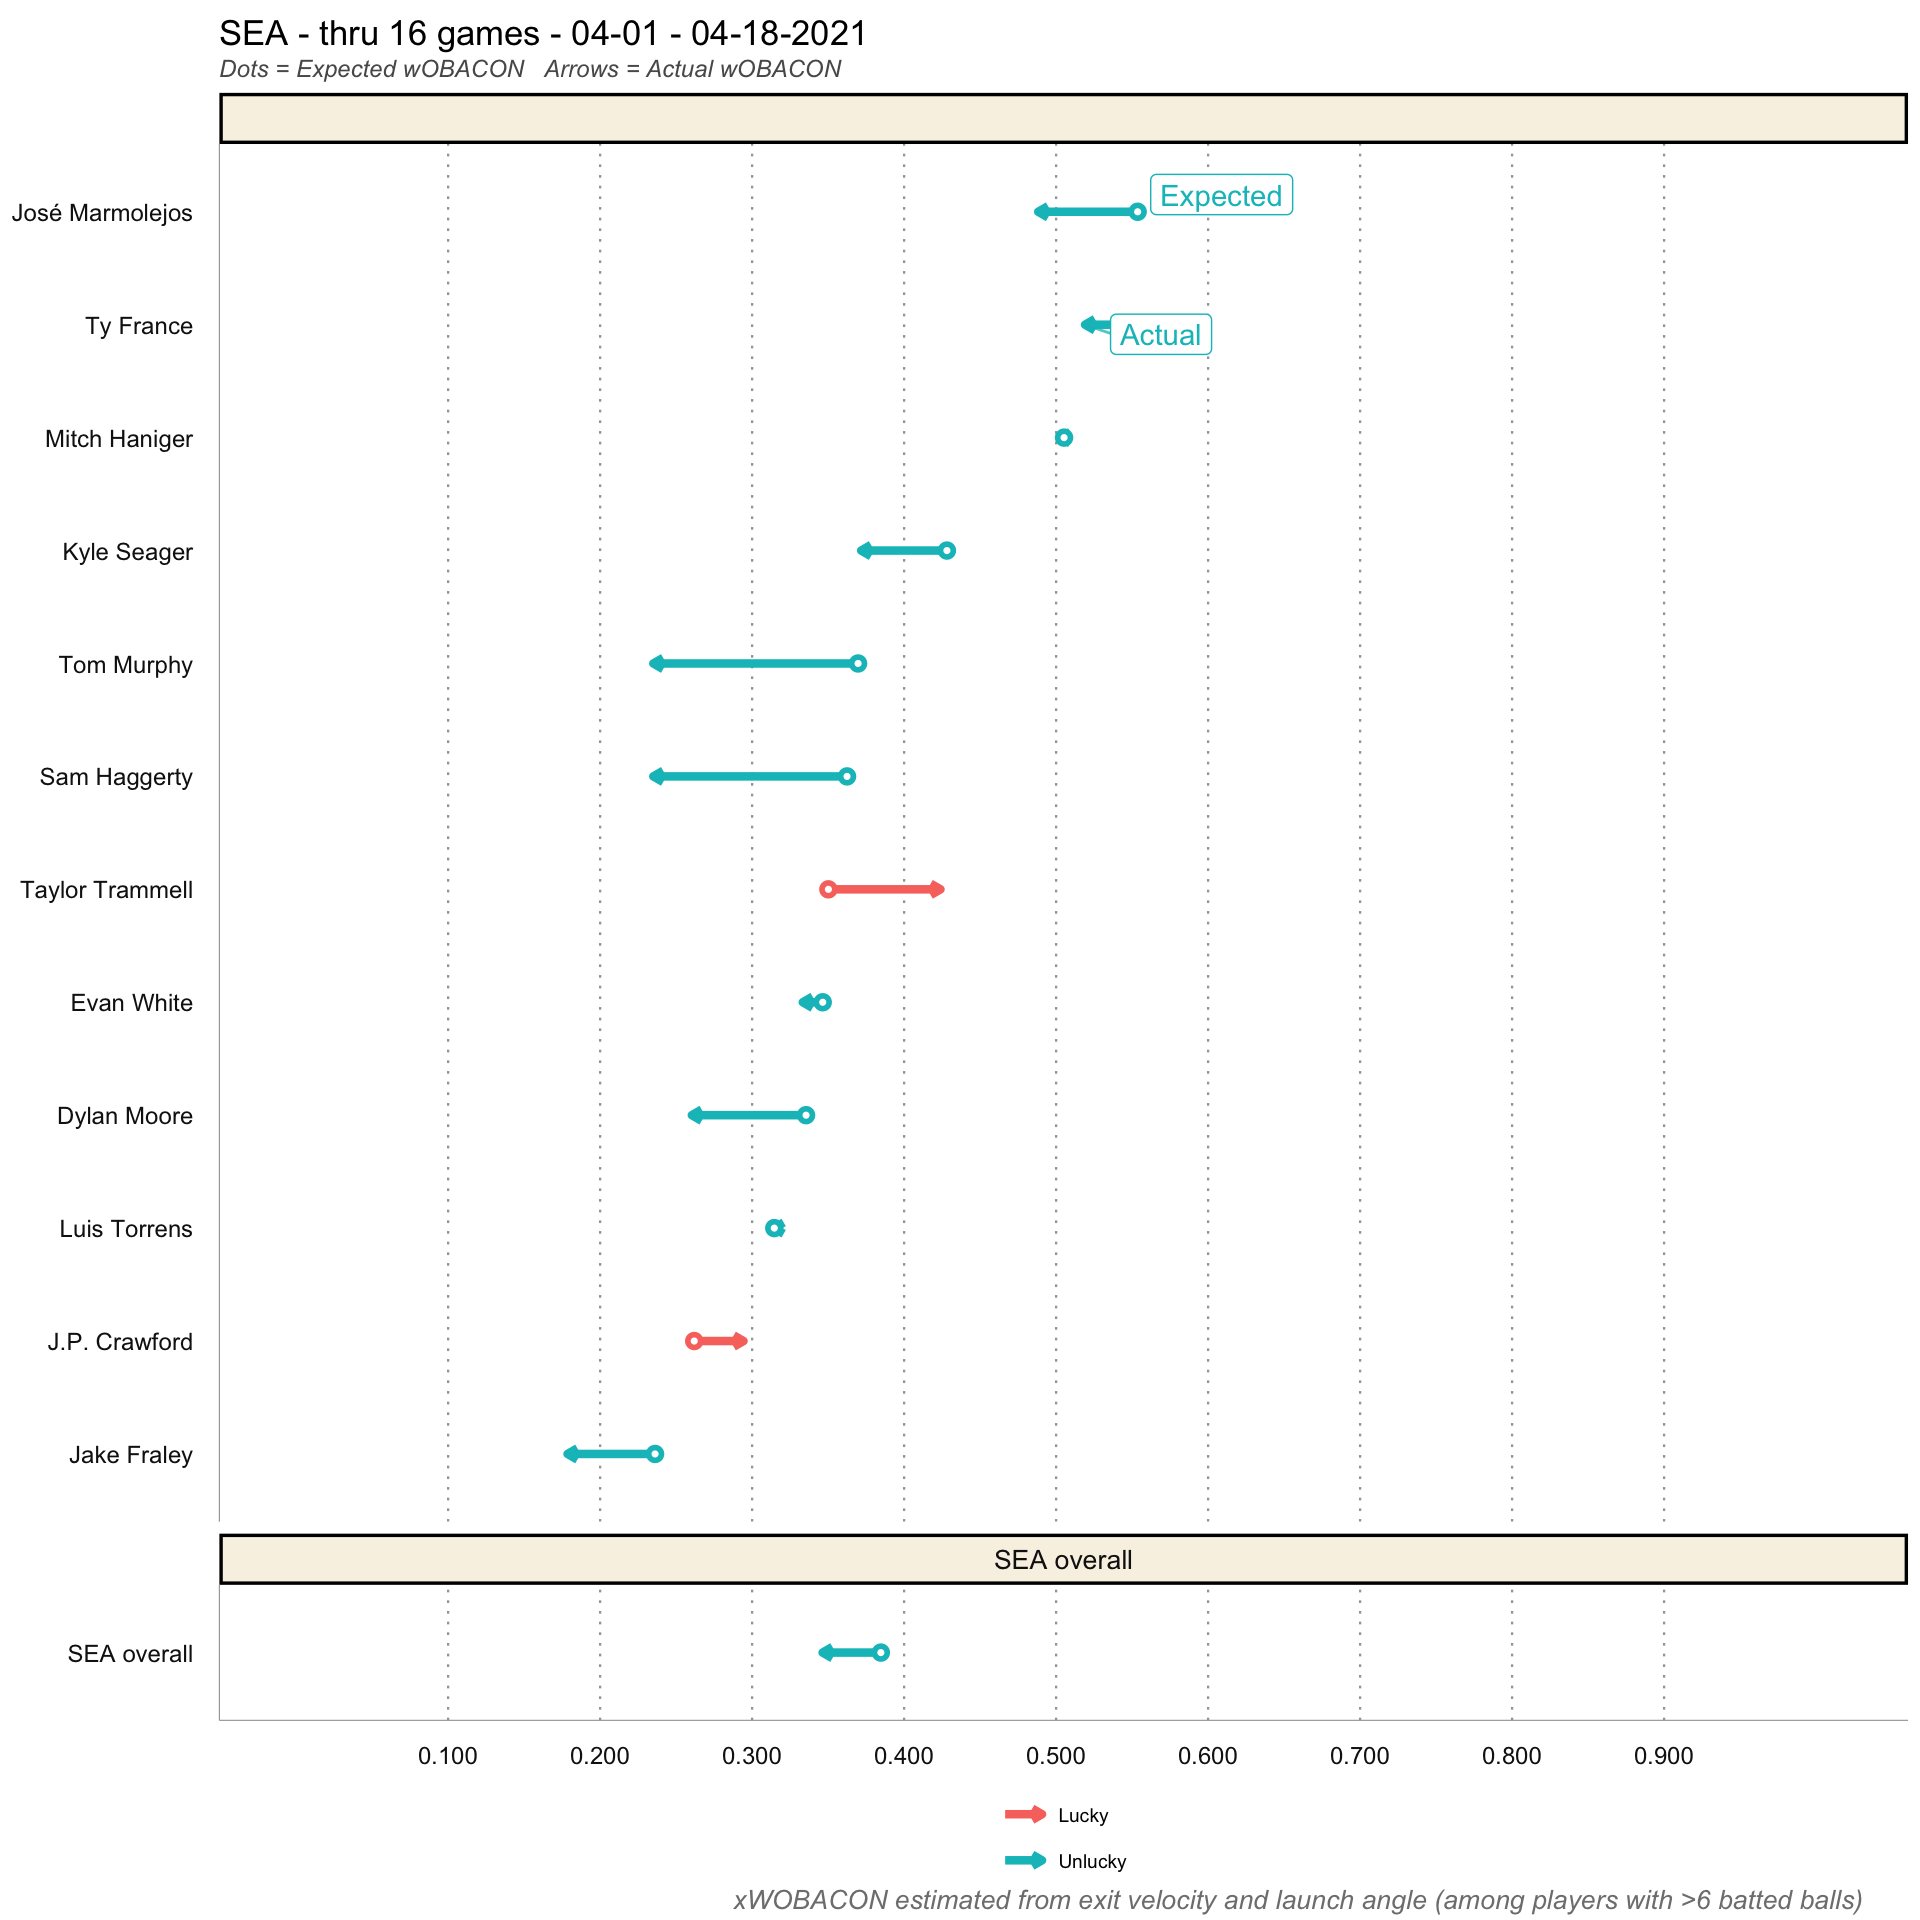 SEA - thru 16 games - 04-01 - 04-18-2021
Dots = Expected wOBACON   Arrows = Actual wOBACON
José Marmolejos
Expected
Ty France
Actual
Mitch Haniger
Kyle Seager
Tom Murphy
Sam Haggerty
Taylor Trammell
Evan White
Dylan Moore
Luis Torrens
J.P. Crawford
Jake Fraley
SEA overall
SEA overall
0.100 0.200 0.300 0.400 0.500 0.600 0.700 0.800 0.900
Lucky
Unlucky
xWOBACON estimated from exit velocity and launch angle (among players with >6 batted balls)